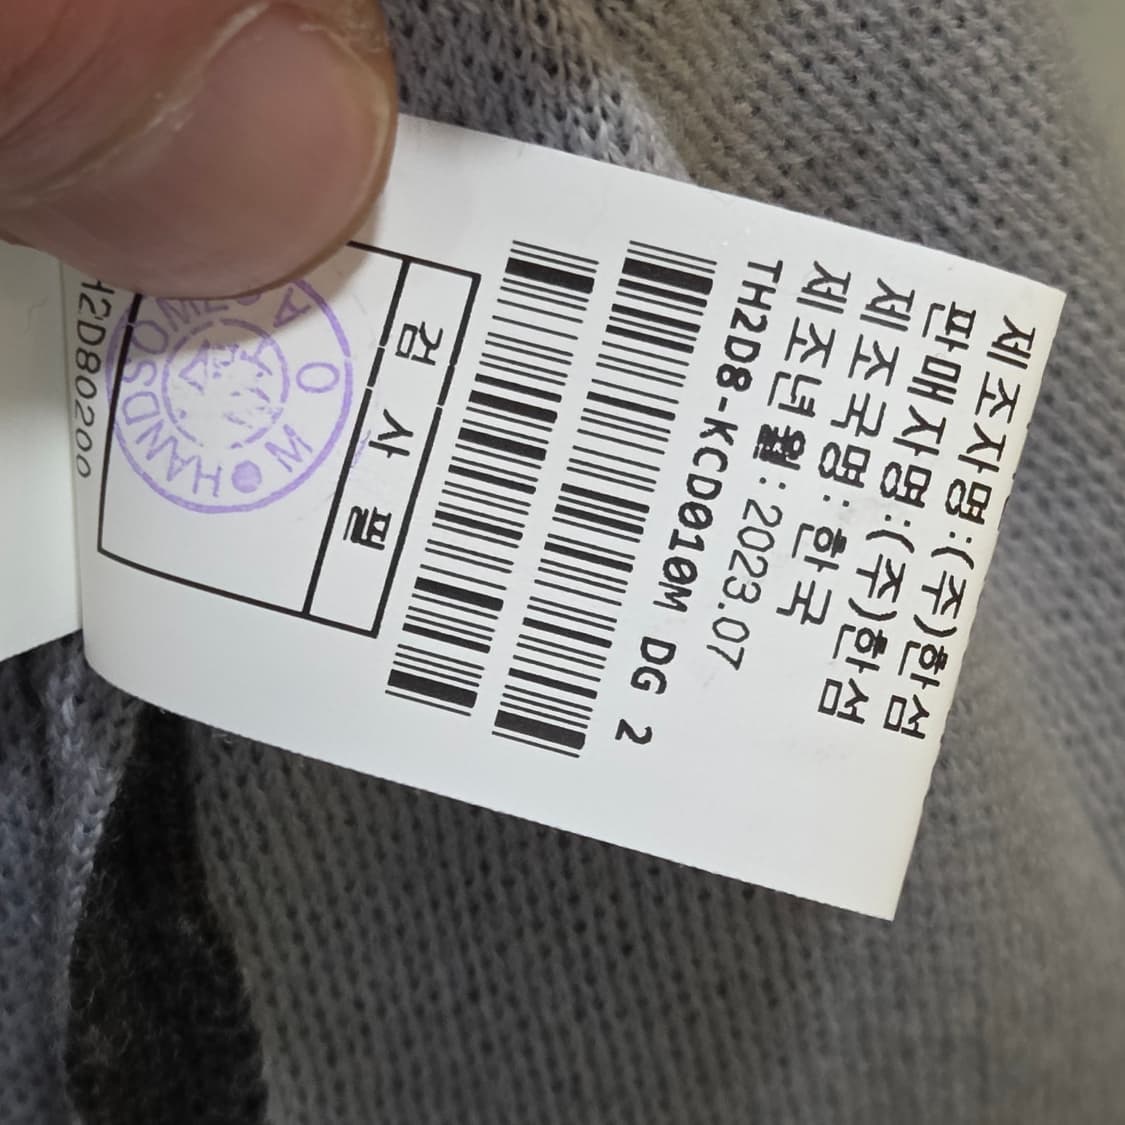 제조자명:(주)한섬
판매자명:(주)한섬
제조국명: 한국
제조년월:2023.07
TH2D8-KCD010M DG 2
검 사 필
HANDSOME
H2D80200